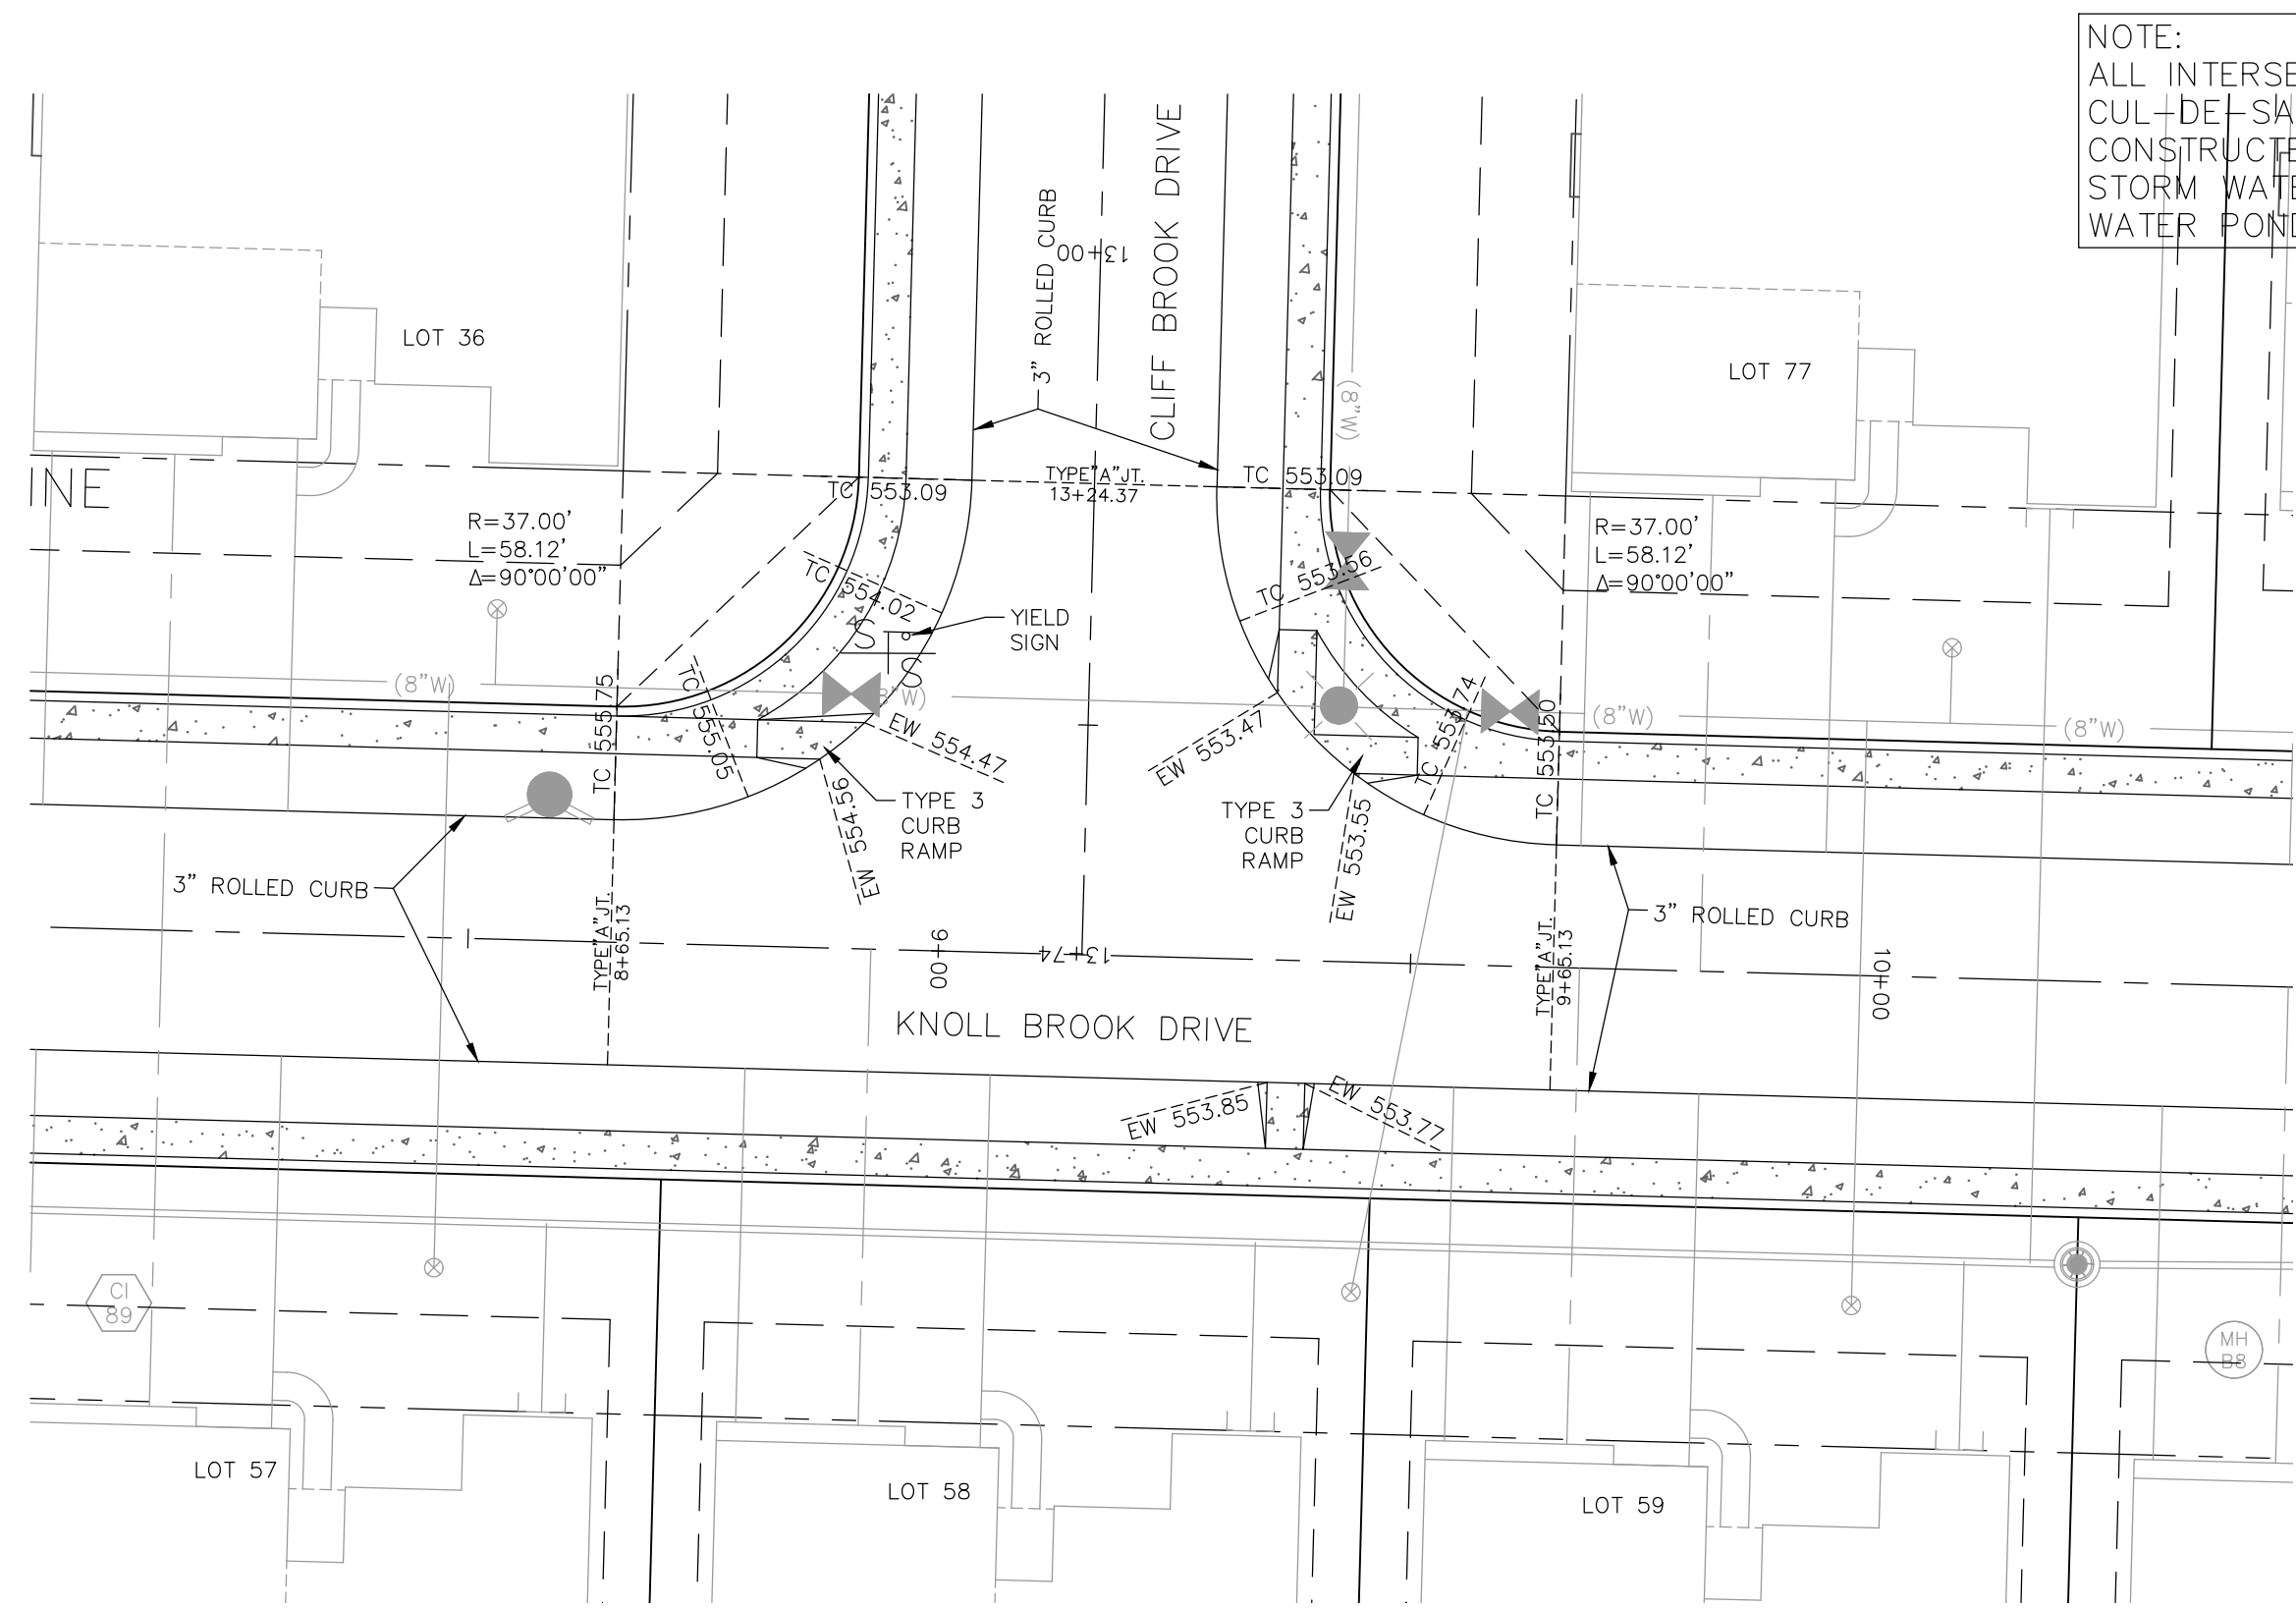 NOTE:
ALL INTERSE
CUL-DE-SA
CONSTRUCTE
STORM WATE
WATER POND
CLIFF BROOK DRIVE
3" ROLLED CURB
13+00
LOT 36
LOT 77
(8"W)
INE
TC 553.09
TYPE"A"JT.
13+24.37
TC 553.09
R=37.00'
L=58.12'
Δ=90°00'00"
R=37.00'
L=58.12'
Δ=90°00'00"
TC 554.02
TC 553.56
S
S
YIELD
SIGN
(8"W)
8"W)
(8"W)
(8"W)
TC 555.75
TC 555.05
EW 554.47
EW 553.47
TC 553.74
TC 553.50
EW 554.56
TYPE 3
CURB
RAMP
TYPE 3
CURB
RAMP
EW 553.55
3" ROLLED CURB
3" ROLLED CURB
TYPE"A"JT.
8+65.13
9+00
13+74
TYPE"A"JT.
9+65.13
10+00
KNOLL BROOK DRIVE
EW 553.85
EW 553.77
CI
89
MH
B8
LOT 57
LOT 58
LOT 59